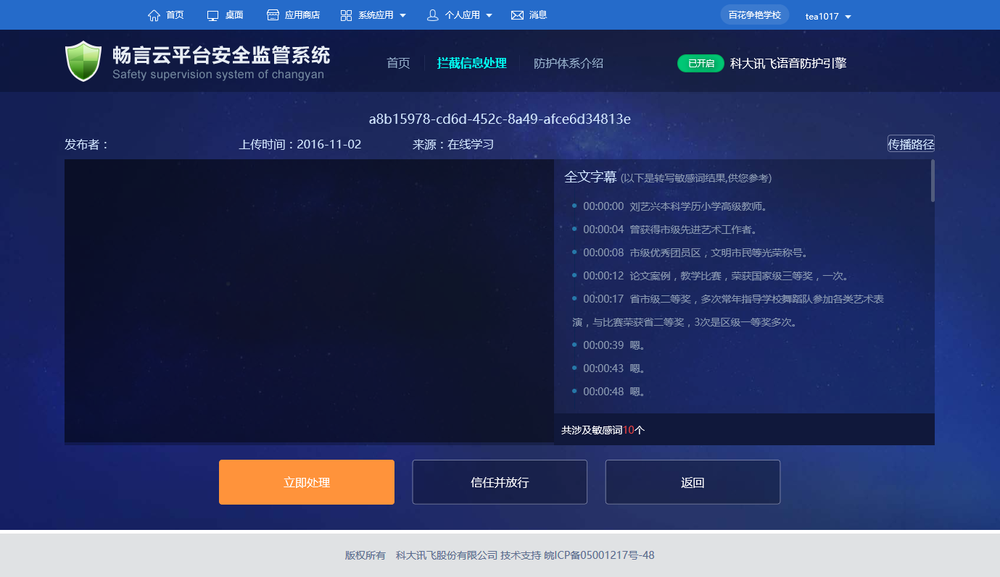 首页 桌面 应用商店 系统应用 个人应用 消息 百花争艳学校 tea1017
畅言云平台安全监管系统
Safety supervision system of changyan
首页 拦截信息处理 防护体系介绍 已开启 科大讯飞语音防护引擎
a8b15978-cd6d-452c-8a49-afce6d34813e
发布者： 上传时间：2016-11-02 来源：在线学习 传播路径
全文字幕 (以下是转写敏感词结果,供您参考)
00:00:00 刘艺兴本科学历小学高级教师。
00:00:04 曾获得市级先进艺术工作者。
00:00:08 市级优秀团员区，文明市民等光荣称号。
00:00:12 论文案例，教学比赛，荣获国家级三等奖，一次。
00:00:17 省市级二等奖，多次常年指导学校舞蹈队参加各类艺术表
演，与比赛荣获省二等奖，3次是区级一等奖多次。
00:00:39 嗯。
00:00:43 嗯。
00:00:48 嗯。
共涉及敏感词10个
立即处理 信任并放行 返回
版权所有 科大讯飞股份有限公司 技术支持 皖ICP备05001217号-48